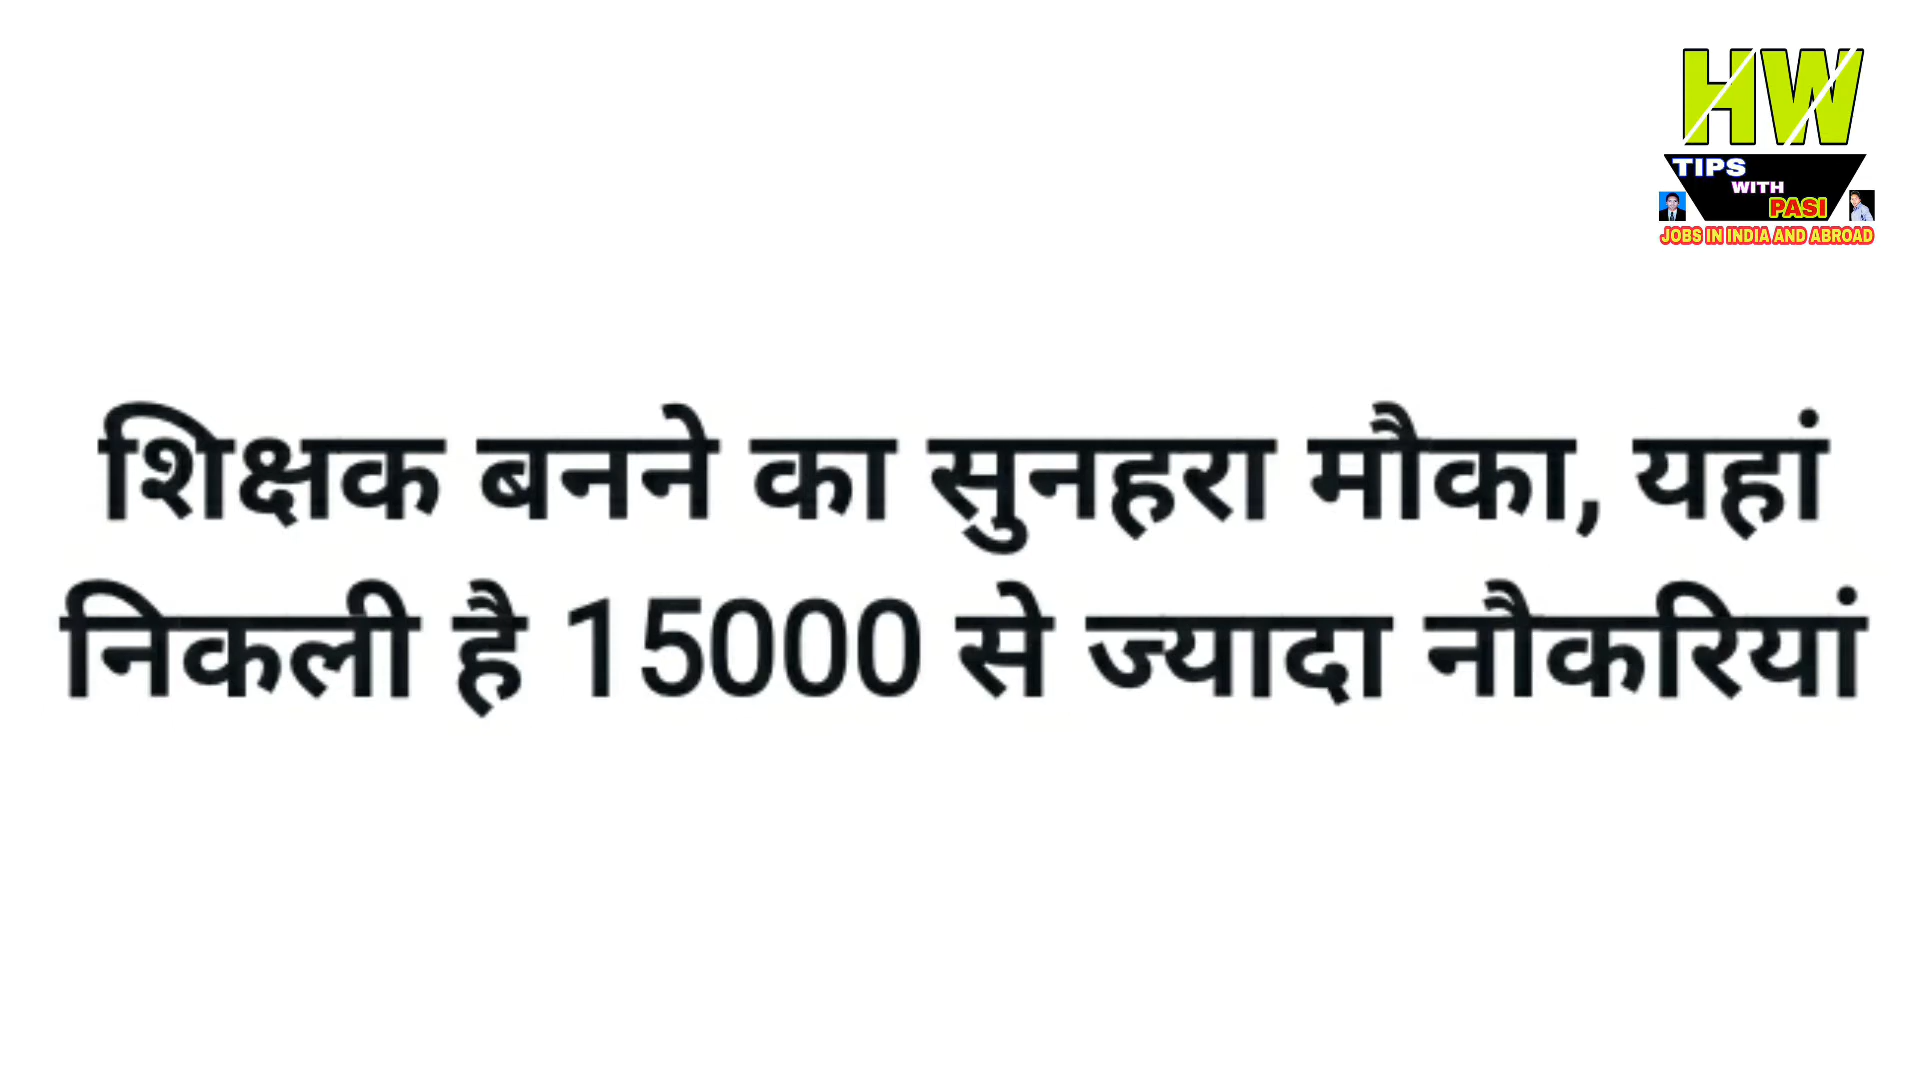 HW
TIPS
WITH
PASI
JOBS IN INDIA AND ABROAD
शिक्षक बनने का सुनहरा मौका, यहां
निकली है 15000 से ज्यादा नौकरियां